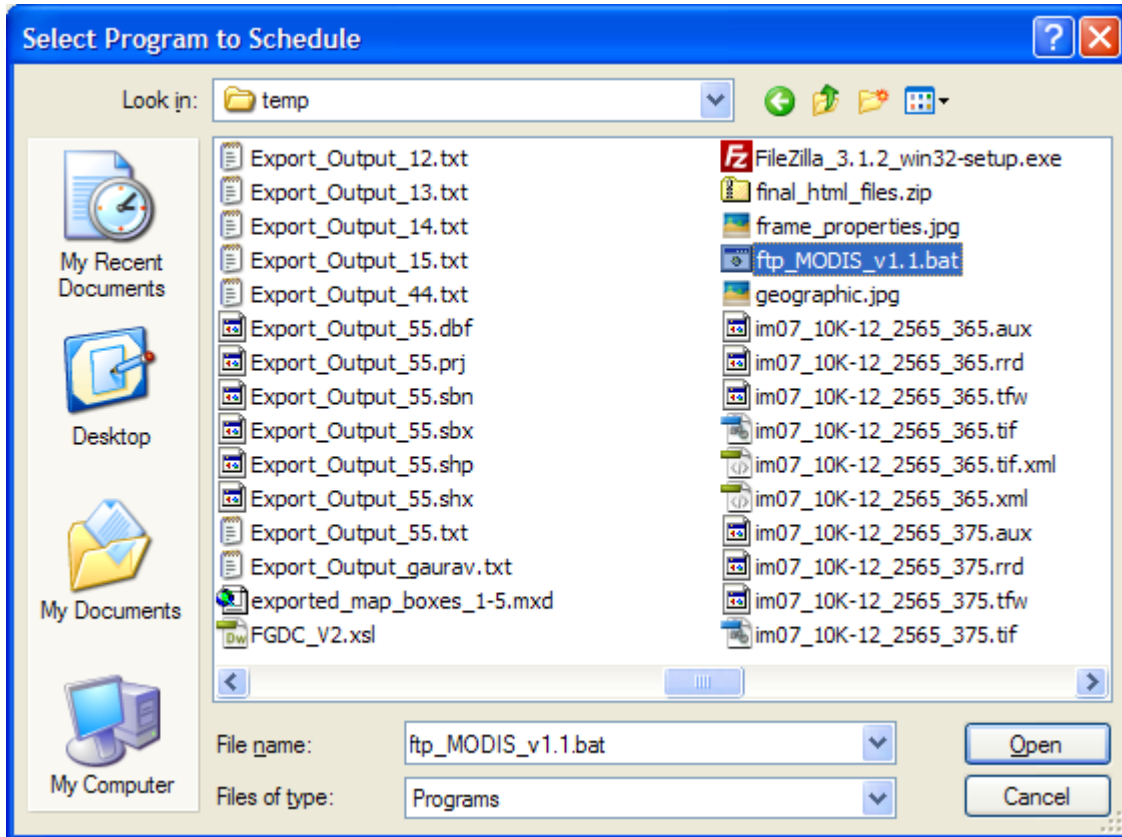 Select Program to Schedule
Look in:
temp
My Recent
Documents
Desktop
My Documents
My Computer
Export_Output_12.txt
Export_Output_13.txt
Export_Output_14.txt
Export_Output_15.txt
Export_Output_44.txt
Export_Output_55.dbf
Export_Output_55.prj
Export_Output_55.sbn
Export_Output_55.sbx
Export_Output_55.shp
Export_Output_55.shx
Export_Output_55.txt
Export_Output_gaurav.txt
exported_map_boxes_1-5.mxd
FGDC_V2.xsl
FileZilla_3.1.2_win32-setup.exe
final_html_files.zip
frame_properties.jpg
ftp_MODIS_v1.1.bat
geographic.jpg
im07_10K-12_2565_365.aux
im07_10K-12_2565_365.rrd
im07_10K-12_2565_365.tfw
im07_10K-12_2565_365.tif
im07_10K-12_2565_365.tif.xml
im07_10K-12_2565_365.xml
im07_10K-12_2565_375.aux
im07_10K-12_2565_375.rrd
im07_10K-12_2565_375.tfw
im07_10K-12_2565_375.tif
File name:
ftp_MODIS_v1.1.bat
Open
Files of type:
Programs
Cancel